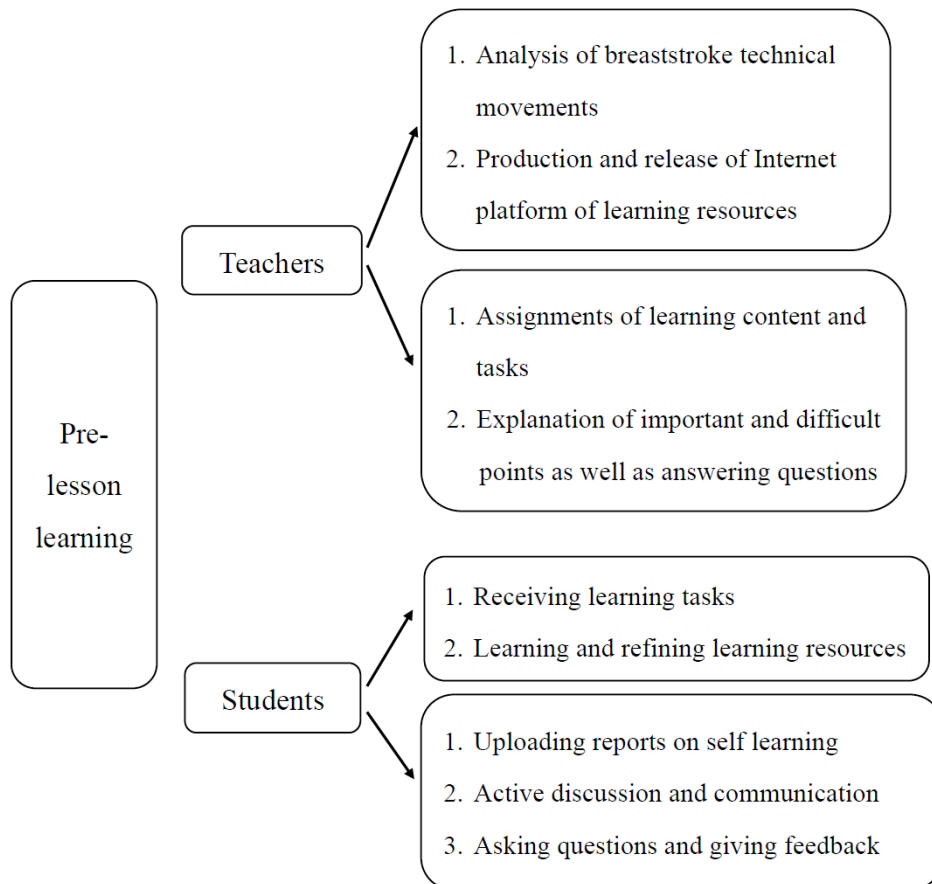 Pre-
lesson
learning
Teachers
1. Analysis of breaststroke technical
movements
2. Production and release of Internet
platform of learning resources
1. Assignments of learning content and
tasks
2. Explanation of important and difficult
points as well as answering questions
Students
1. Receiving learning tasks
2. Learning and refining learning resources
1. Uploading reports on self learning
2. Active discussion and communication
3. Asking questions and giving feedback